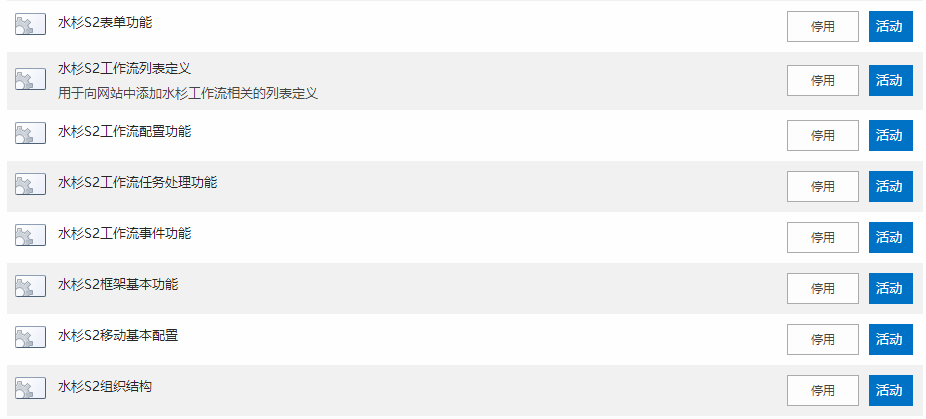 水杉S2表单功能 停用 活动
水杉S2工作流列表定义
用于向网站中添加水杉工作流相关的列表定义 停用 活动
水杉S2工作流配置功能 停用 活动
水杉S2工作流任务处理功能 停用 活动
水杉S2工作流事件功能 停用 活动
水杉S2框架基本功能 停用 活动
水杉S2移动基本配置 停用 活动
水杉S2组织结构 停用 活动